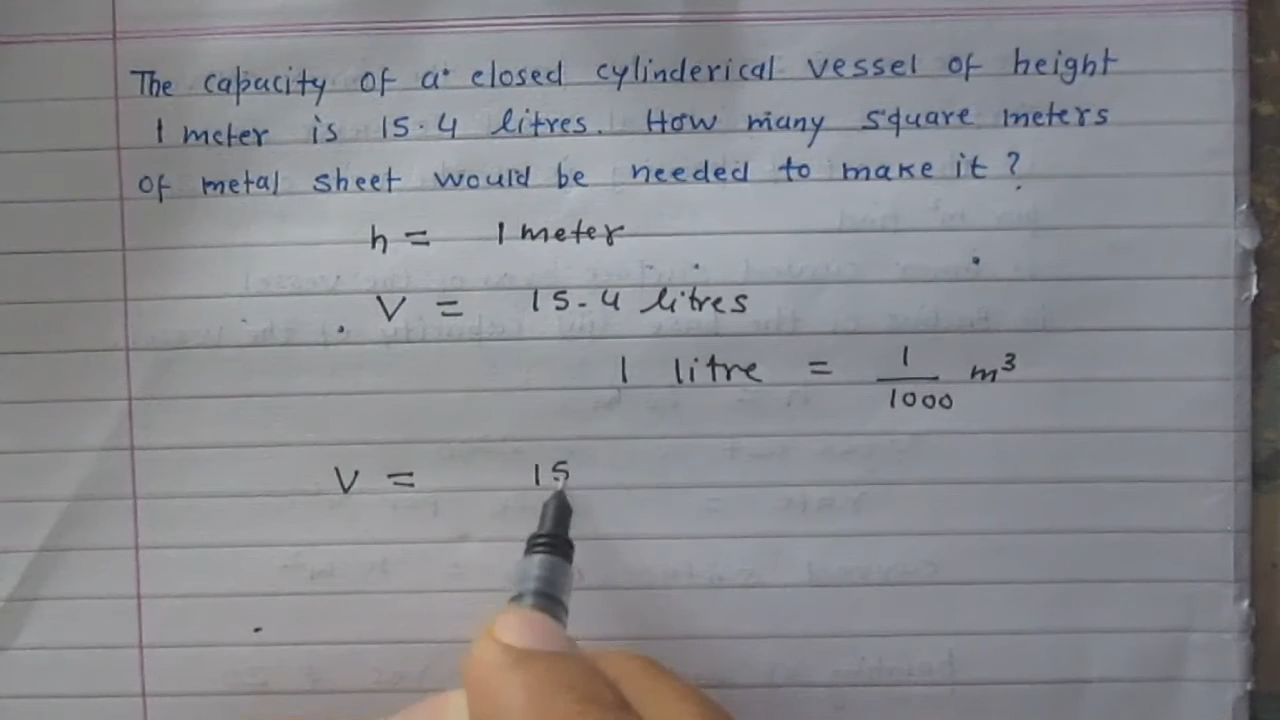 The capacity of a closed cylinderical vessel of height
1 meter is 15.4 litres. How many square meters
of metal sheet would be needed to make it?
h = 1 meter
V = 15.4 litres
1 litre = 1/1000 m³
V = 15